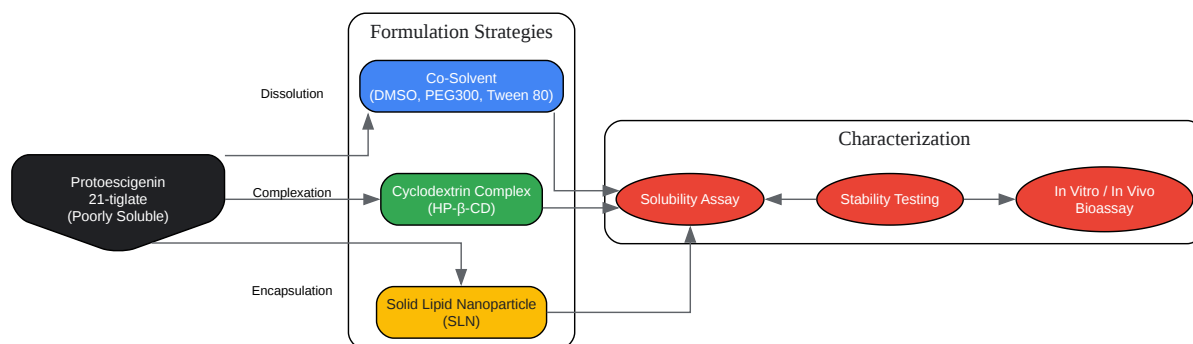 Formulation Strategies
Co-Solvent
(DMSO, PEG300, Tween 80)
Dissolution
Characterization
Protoescigenin
21-tiglate
(Poorly Soluble)
Complexation
Cyclodextrin Complex
(HP-β-CD)
Solubility Assay
Stability Testing
In Vitro / In Vivo
Bioassay
Encapsulation
Solid Lipid Nanoparticle
(SLN)